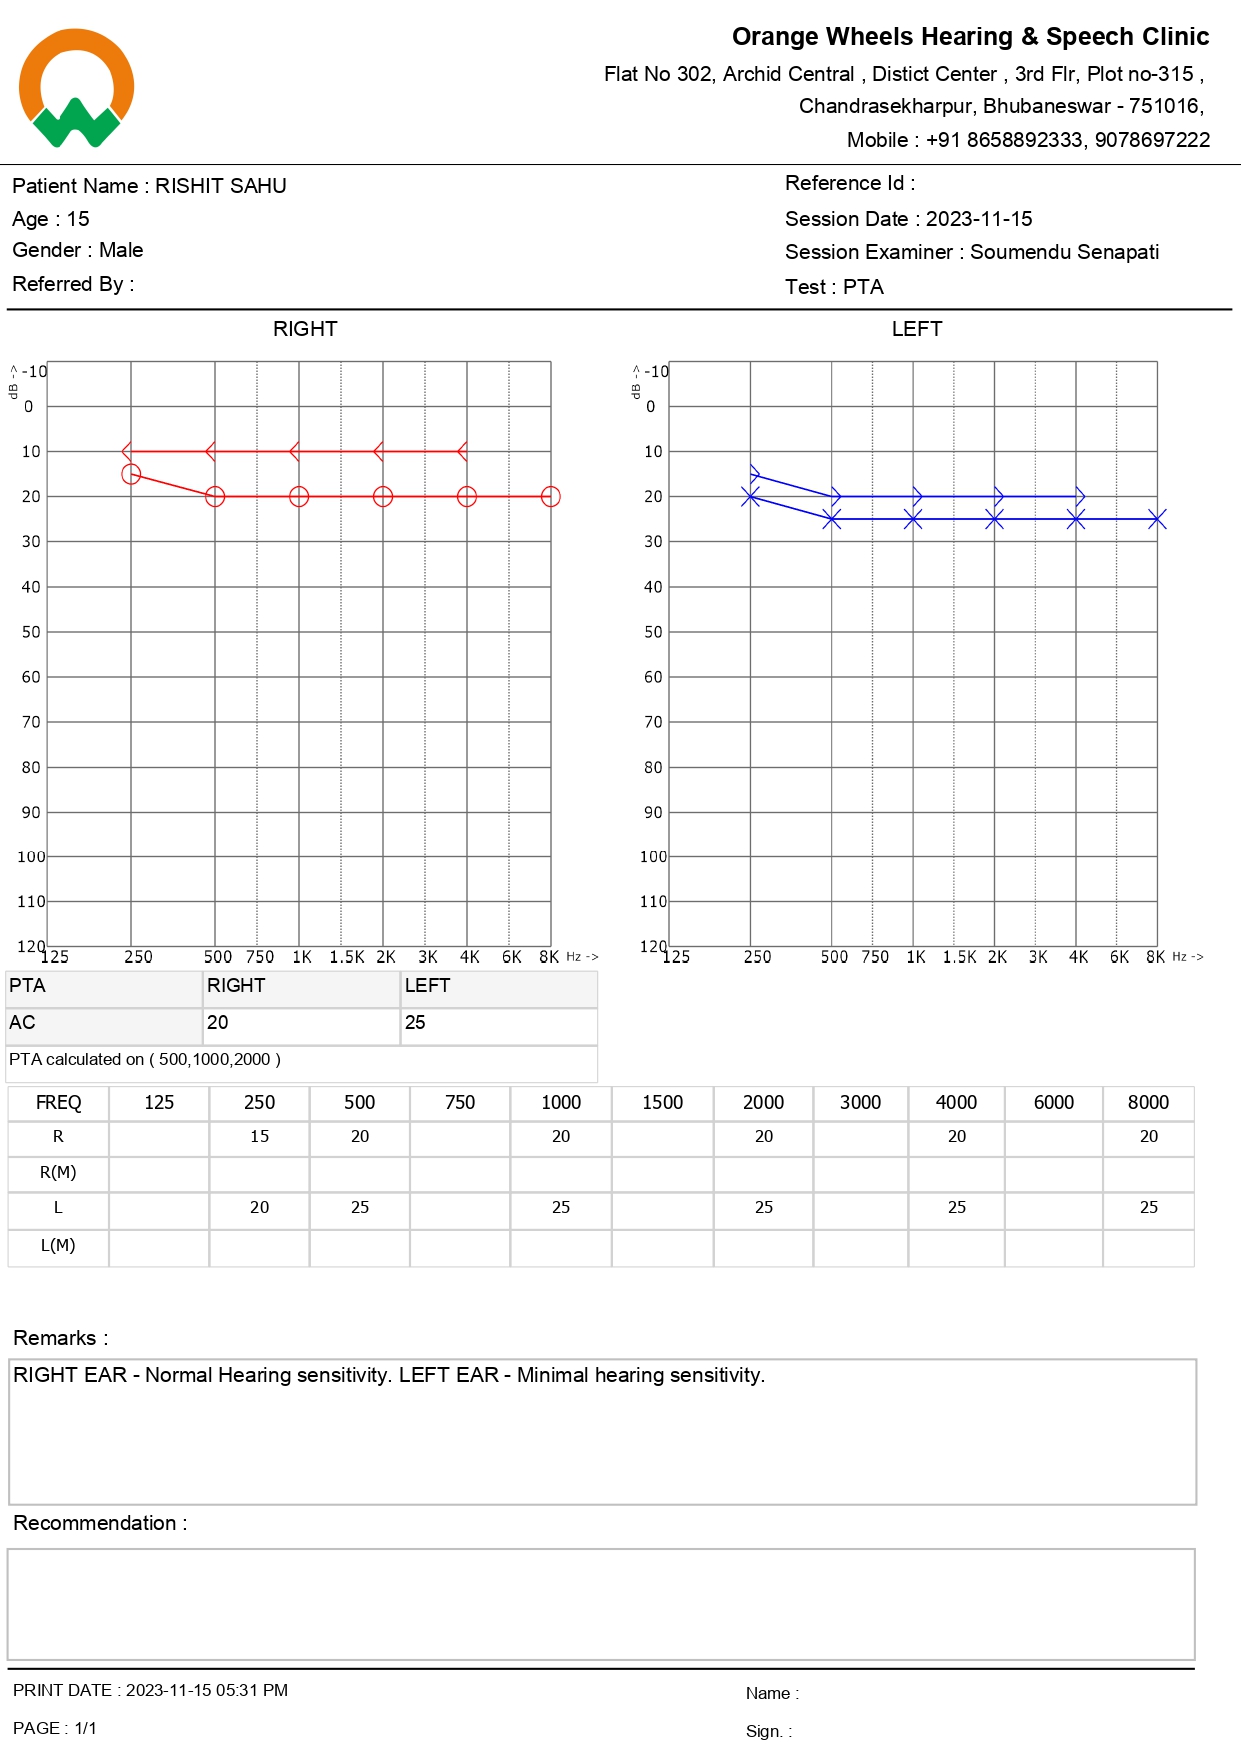 Orange Wheels Hearing & Speech Clinic
Flat No 302, Archid Central , Distict Center , 3rd Flr, Plot no-315 ,
Chandrasekharpur, Bhubaneswar - 751016,
Mobile : +91 8658892333, 9078697222
Patient Name : RISHIT SAHU
Age : 15
Gender : Male
Referred By :
Reference Id :
Session Date : 2023-11-15
Session Examiner : Soumendu Senapati
Test : PTA
RIGHT
dB -> -10
0
10
20
30
40
50
60
70
80
90
100
110
120
125 250 500 750 1K 1.5K 2K 3K 4K 6K 8K Hz ->
LEFT
dB -> -10
0
10
20
30
40
50
60
70
80
90
100
110
120
125 250 500 750 1K 1.5K 2K 3K 4K 6K 8K Hz ->
PTA RIGHT LEFT
AC 20 25
PTA calculated on ( 500,1000,2000 )
FREQ 125 250 500 750 1000 1500 2000 3000 4000 6000 8000
R 15 20 20 20 20 20
R(M)
L 20 25 25 25 25 25
L(M)
Remarks :
RIGHT EAR - Normal Hearing sensitivity. LEFT EAR - Minimal hearing sensitivity.
Recommendation :
PRINT DATE : 2023-11-15 05:31 PM
PAGE : 1/1
Name :
Sign. :